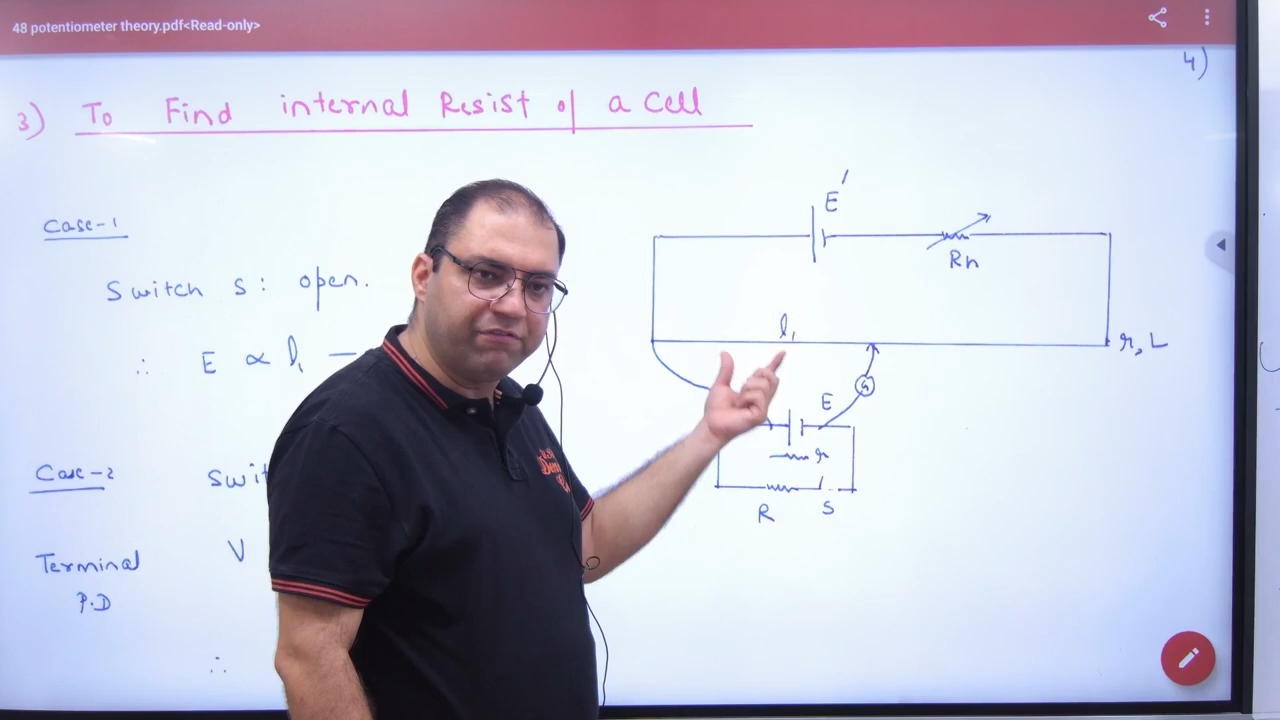 48 potentiometer theory.pdf<Read-only>
4)
3) To Find internal Resist of a Cell
Case-1
Switch s: open.
∴ E ∝ l₁ —
Case-2 Swit
Terminal V
P.D
∴
E'
Rh
l₁
r, L
G
E
r
R S